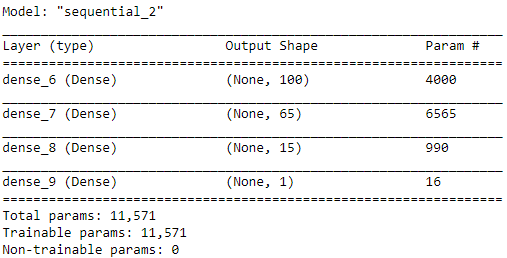 Model: "sequential_2"
Layer (type) Output Shape Param #
dense_6 (Dense) (None, 100) 4000
dense_7 (Dense) (None, 65) 6565
dense_8 (Dense) (None, 15) 990
dense_9 (Dense) (None, 1) 16
Total params: 11,571
Trainable params: 11,571
Non-trainable params: 0